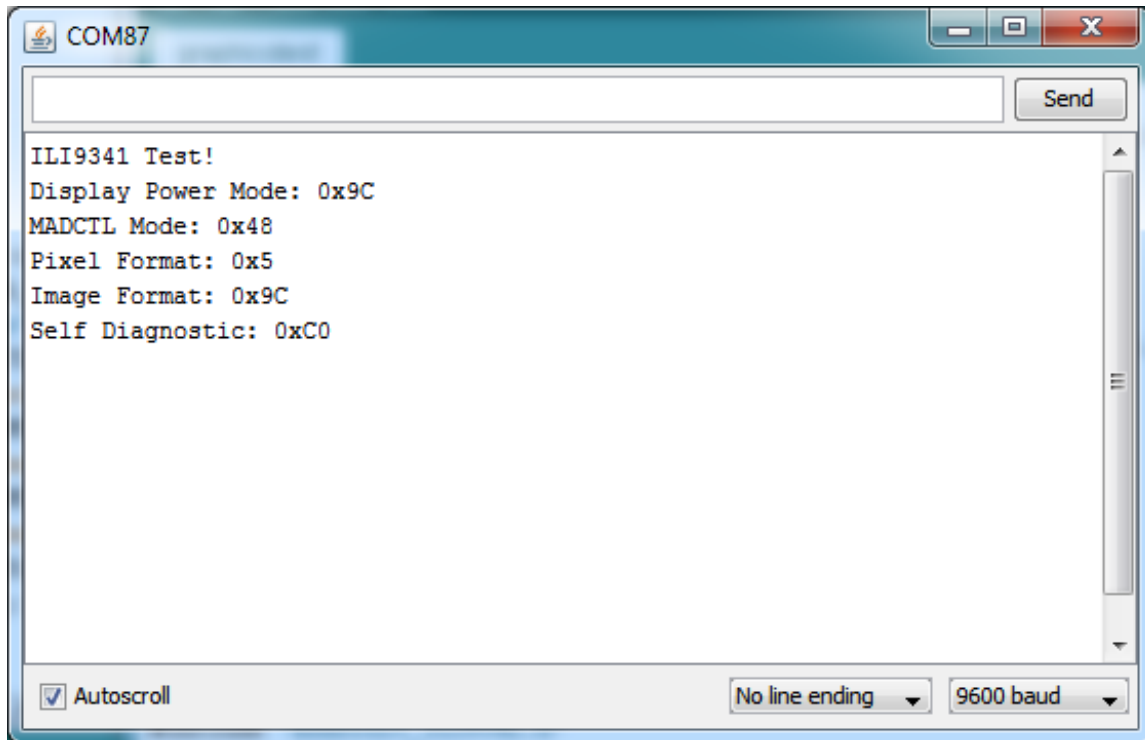 COM87
Send
ILI9341 Test!
Display Power Mode: 0x9C
MADCTL Mode: 0x48
Pixel Format: 0x5
Image Format: 0x9C
Self Diagnostic: 0xC0
Autoscroll
No line ending
9600 baud